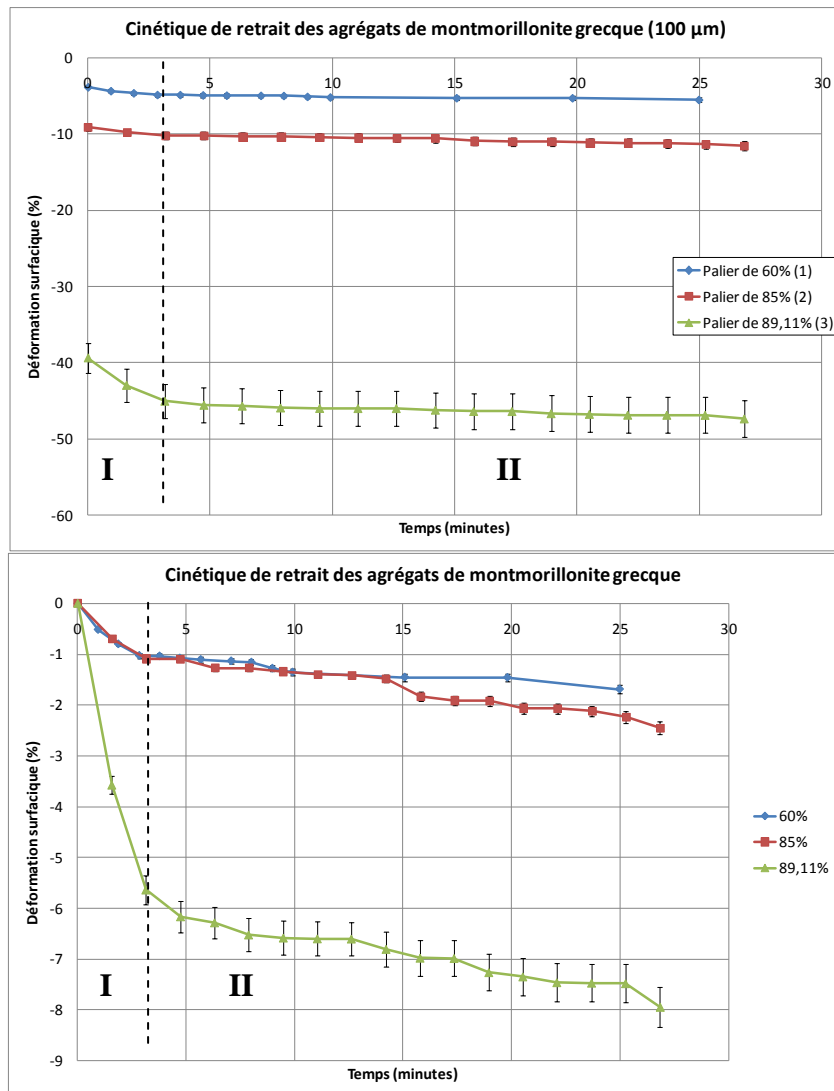 Cinétique de retrait des agrégats de montmorillonite grecque (100 µm)
0
0 5 10 15 20 25 30
-10
-20
-30
-40
-50
-60
Déformation surfacique (%)
Palier de 60% (1)
Palier de 85% (2)
Palier de 89,11% (3)
I
II
Temps (minutes)
Cinétique de retrait des agrégats de montmorillonite grecque
0
0 5 10 15 20 25 30
-1
-2
-3
-4
-5
-6
-7
-8
-9
Déformation surfacique (%)
60%
85%
89,11%
I
II
Temps (minutes)